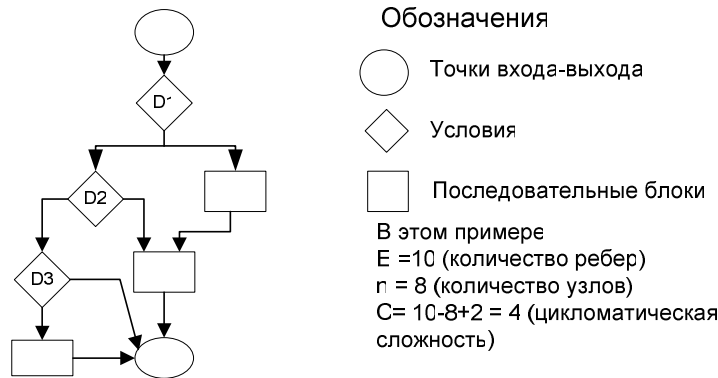 Обозначения
Точки входа-выхода
Условия
Последовательные блоки
В этом примере
E =10 (количество ребер)
n = 8 (количество узлов)
C= 10-8+2 = 4 (цикломатическая
сложность)
D1
D2
D3